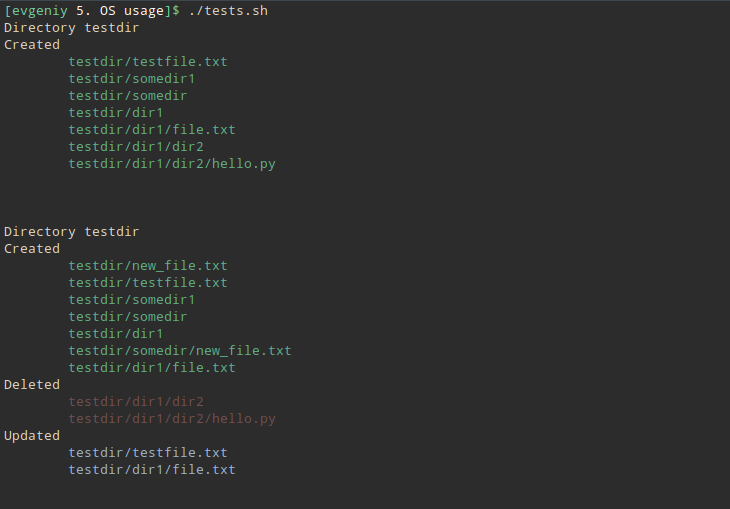 [evgeniy 5. OS usage]$ ./tests.sh
Directory testdir
Created
        testdir/testfile.txt
        testdir/somedir1
        testdir/somedir
        testdir/dir1
        testdir/dir1/file.txt
        testdir/dir1/dir2
        testdir/dir1/dir2/hello.py
Directory testdir
Created
        testdir/new_file.txt
        testdir/testfile.txt
        testdir/somedir1
        testdir/somedir
        testdir/dir1
        testdir/somedir/new_file.txt
        testdir/dir1/file.txt
Deleted
        testdir/dir1/dir2
        testdir/dir1/dir2/hello.py
Updated
        testdir/testfile.txt
        testdir/dir1/file.txt